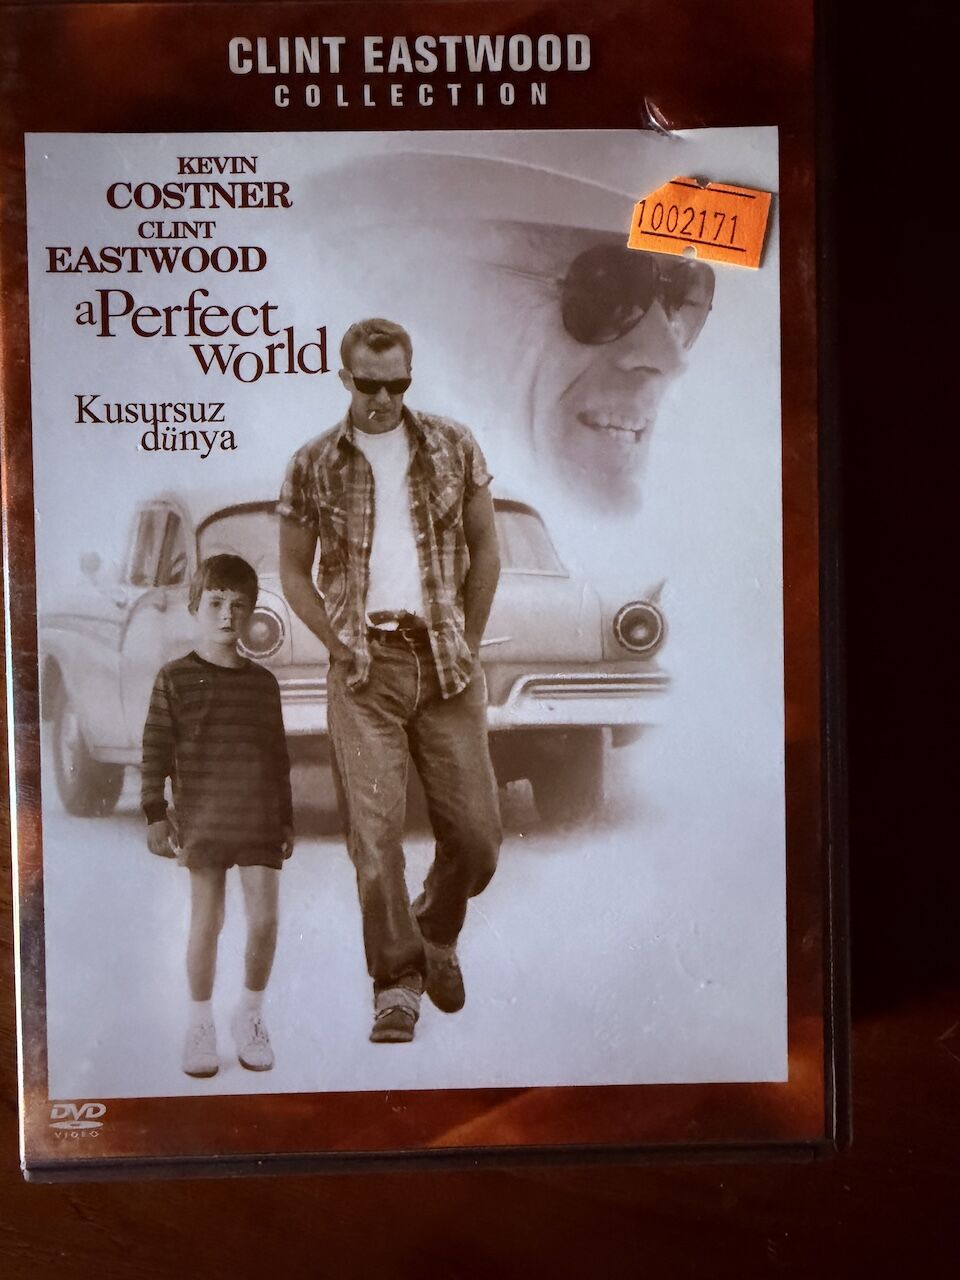 CLINT EASTWOOD
COLLECTION
KEVIN
COSTNER
CLINT
EASTWOOD
a Perfect
world
Kusursuz
dünya
1002171
DVD
VIDEO